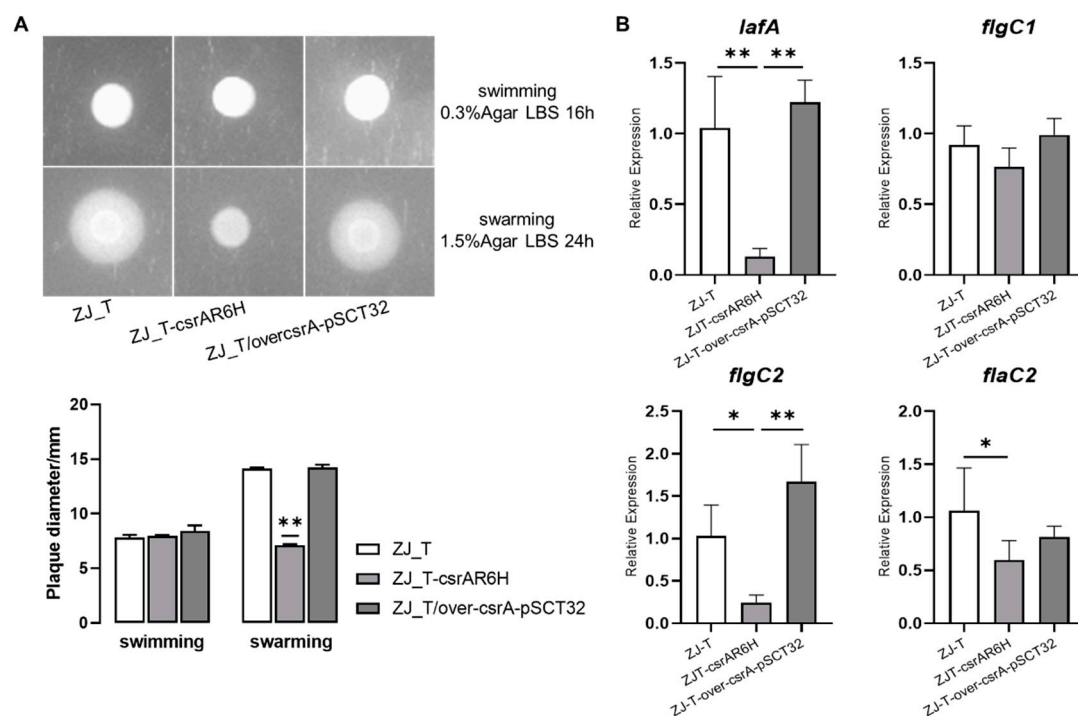 A
swimming
0.3%Agar LBS 16h
swarming
1.5%Agar LBS 24h
ZJ_T
ZJ_T-csrAR6H
ZJ_T/overcsrA-pSCT32
Plaque diameter/mm
20
15
10
5
0
**
swimming
swarming
ZJ_T
ZJ_T-csrAR6H
ZJ_T/over-csrA-pSCT32
B
lafA
Relative Expression
1.5
1.0
0.5
0.0
** **
ZJ-T
ZJT-csrAR6H
ZJ-T-over-csrA-pSCT32
flgC1
Relative Expression
1.5
1.0
0.5
0.0
ZJ-T
ZJT-csrAR6H
ZJ-T-over-csrA-pSCT32
flgC2
Relative Expression
2.5
2.0
1.5
1.0
0.5
0.0
* **
ZJ-T
ZJT-csrAR6H
ZJ-T-over-csrA-pSCT32
flaC2
Relative Expression
2.0
1.5
1.0
0.5
0.0
*
ZJ-T
ZJT-csrAR6H
ZJ-T-over-csrA-pSCT32